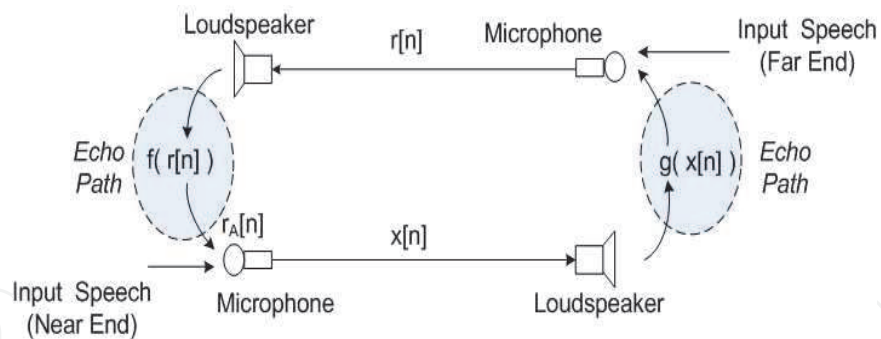 Loudspeaker
r[n]
Microphone
Input Speech
(Far End)
Echo
Path
f( r[n] )
g( x[n] )
Echo
Path
rA[n]
x[n]
Input Speech
(Near End)
Microphone
Loudspeaker